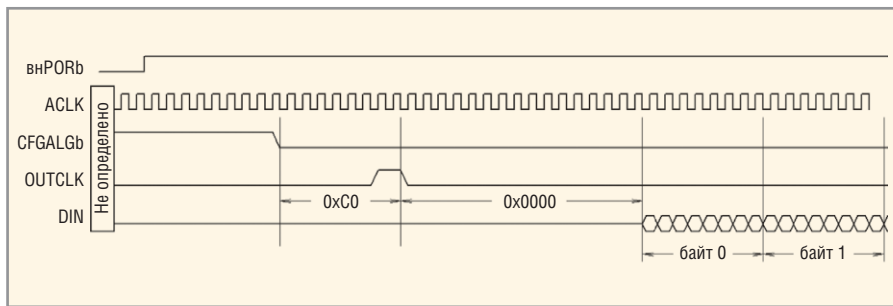 внPORb
ACLK
CFGALGb
OUTCLK
DIN
Не определено
0xC0
0x0000
байт 0
байт 1